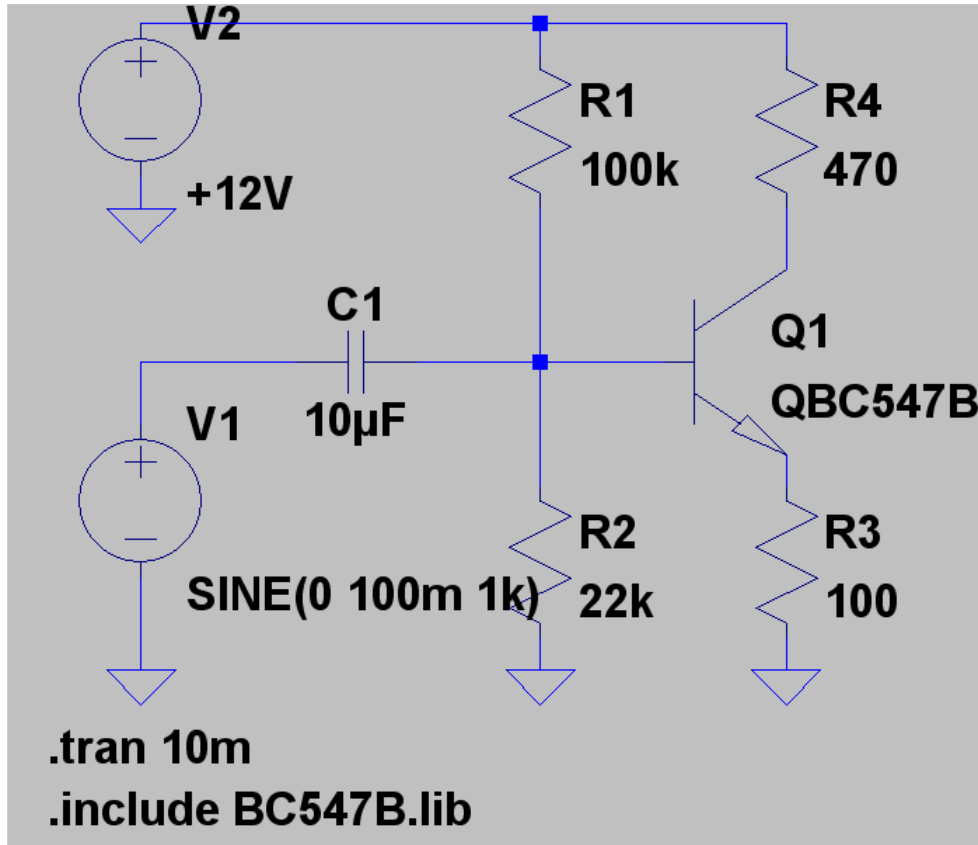 V2
+12V
R1
100k
R4
470
C1
10µF
Q1
QBC547B
V1
SINE(0 100m 1k)
R2
22k
R3
100
.tran 10m
.include BC547B.lib